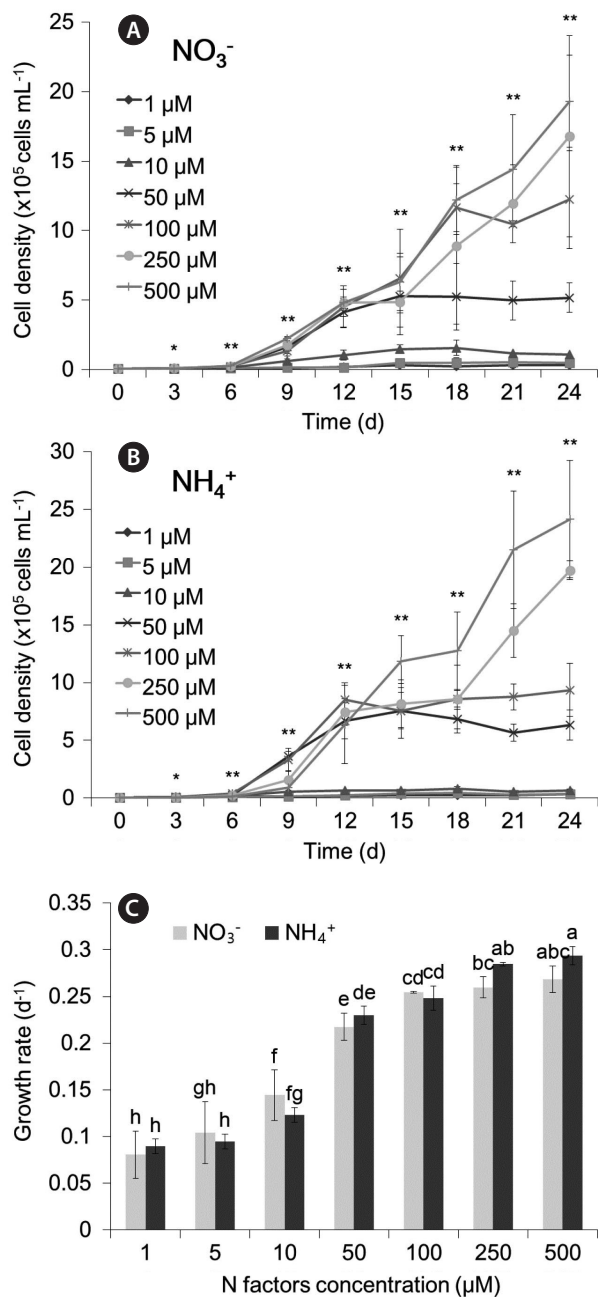 A
NO₃⁻
Cell density (x10⁵ cells mL⁻¹)
25
20
15
10
5
0
1 µM
5 µM
10 µM
50 µM
100 µM
250 µM
500 µM
* ** ** ** ** ** ** **
0 3 6 9 12 15 18 21 24
Time (d)
B
NH₄⁺
Cell density (x10⁵ cells mL⁻¹)
30
25
20
15
10
5
0
1 µM
5 µM
10 µM
50 µM
100 µM
250 µM
500 µM
* ** ** ** ** ** ** **
0 3 6 9 12 15 18 21 24
Time (d)
C
NO₃⁻ NH₄⁺
Growth rate (d⁻¹)
0.35
0.3
0.25
0.2
0.15
0.1
0.05
0
h h gh h f fg e de cd cd bc ab abc a
1 5 10 50 100 250 500
N factors concentration (µM)